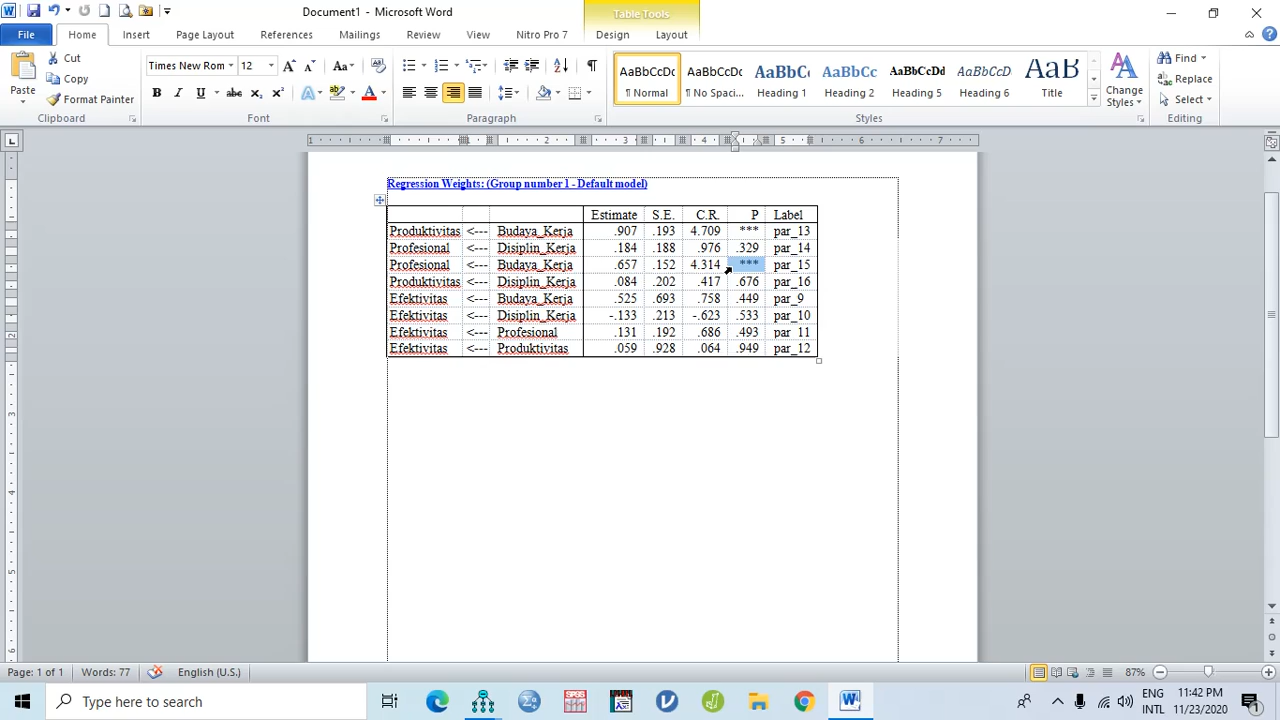 Document1 - Microsoft Word
Table Tools
File Home Insert Page Layout References Mailings Review View Nitro Pro 7 Design Layout
Paste
Cut
Copy
Format Painter
Clipboard
Times New Rom 12
Font
Paragraph
AaBbCcDd ¶ Normal
AaBbCcDd ¶ No Spaci...
AaBbCc Heading 1
AaBbCc Heading 2
AaBbCcDd Heading 5
AaBbCcDd Heading 6
AaBb Title
Change Styles
Styles
Find
Replace
Select
Editing
Regression Weights: (Group number 1 - Default model)
Estimate S.E. C.R. P Label
Produktivitas <--- Budaya_Kerja .907 .193 4.709 *** par_13
Profesional <--- Disiplin_Kerja .184 .188 .976 .329 par_14
Profesional <--- Budaya_Kerja .657 .152 4.314 *** par_15
Produktivitas <--- Disiplin_Kerja .084 .202 .417 .676 par_16
Efektivitas <--- Budaya_Kerja .525 .693 .758 .449 par_9
Efektivitas <--- Disiplin_Kerja -.133 .213 -.623 .533 par_10
Efektivitas <--- Profesional .131 .192 .686 .493 par_11
Efektivitas <--- Produktivitas .059 .928 .064 .949 par_12
Page: 1 of 1 Words: 77 English (U.S.) 87%
Type here to search
ENG
INTL
11:42 PM
11/23/2020